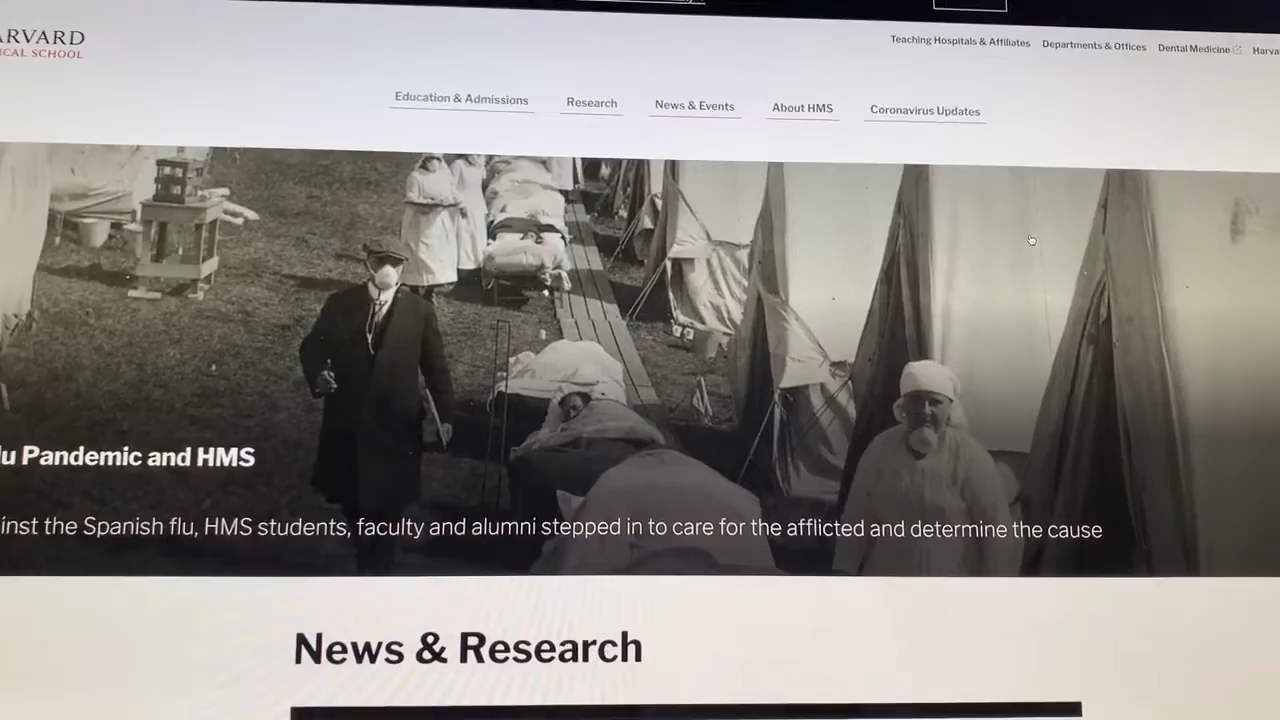 ARVARD
ICAL SCHOOL
Teaching Hospitals & Affiliates Departments & Offices Dental Medicine Harva
Education & Admissions Research News & Events About HMS Coronavirus Updates
u Pandemic and HMS
inst the Spanish flu, HMS students, faculty and alumni stepped in to care for the afflicted and determine the cause
News & Research